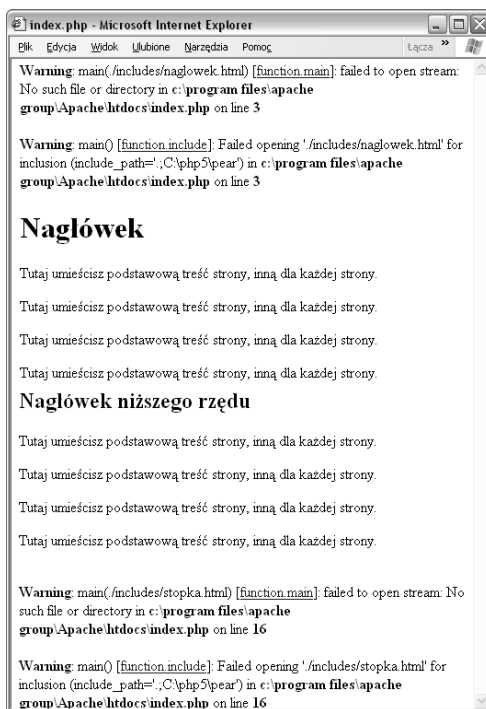 index.php - Microsoft Internet Explorer
Plik Edycja Widok Ulubione Narzędzia Pomoc Łącza »
Warning: main(./includes/naglowek.html) [function.main]: failed to open stream:
No such file or directory in c:\program files\apache
group\Apache\htdocs\index.php on line 3
Warning: main() [function.include]: Failed opening './includes/naglowek.html' for
inclusion (include_path='.;C:\php5\pear') in c:\program files\apache
group\Apache\htdocs\index.php on line 3
Nagłówek
Tutaj umieścisz podstawową treść strony, inną dla każdej strony.
Tutaj umieścisz podstawową treść strony, inną dla każdej strony.
Tutaj umieścisz podstawową treść strony, inną dla każdej strony.
Tutaj umieścisz podstawową treść strony, inną dla każdej strony.
Nagłówek niższego rzędu
Tutaj umieścisz podstawową treść strony, inną dla każdej strony.
Tutaj umieścisz podstawową treść strony, inną dla każdej strony.
Tutaj umieścisz podstawową treść strony, inną dla każdej strony.
Tutaj umieścisz podstawową treść strony, inną dla każdej strony.
Warning: main(./includes/stopka.html) [function.main]: failed to open stream: No
such file or directory in c:\program files\apache
group\Apache\htdocs\index.php on line 16
Warning: main() [function.include]: Failed opening './includes/stopka.html' for
inclusion (include_path='.;C:\php5\pear') in c:\program files\apache
group\Apache\htdocs\index.php on line 16